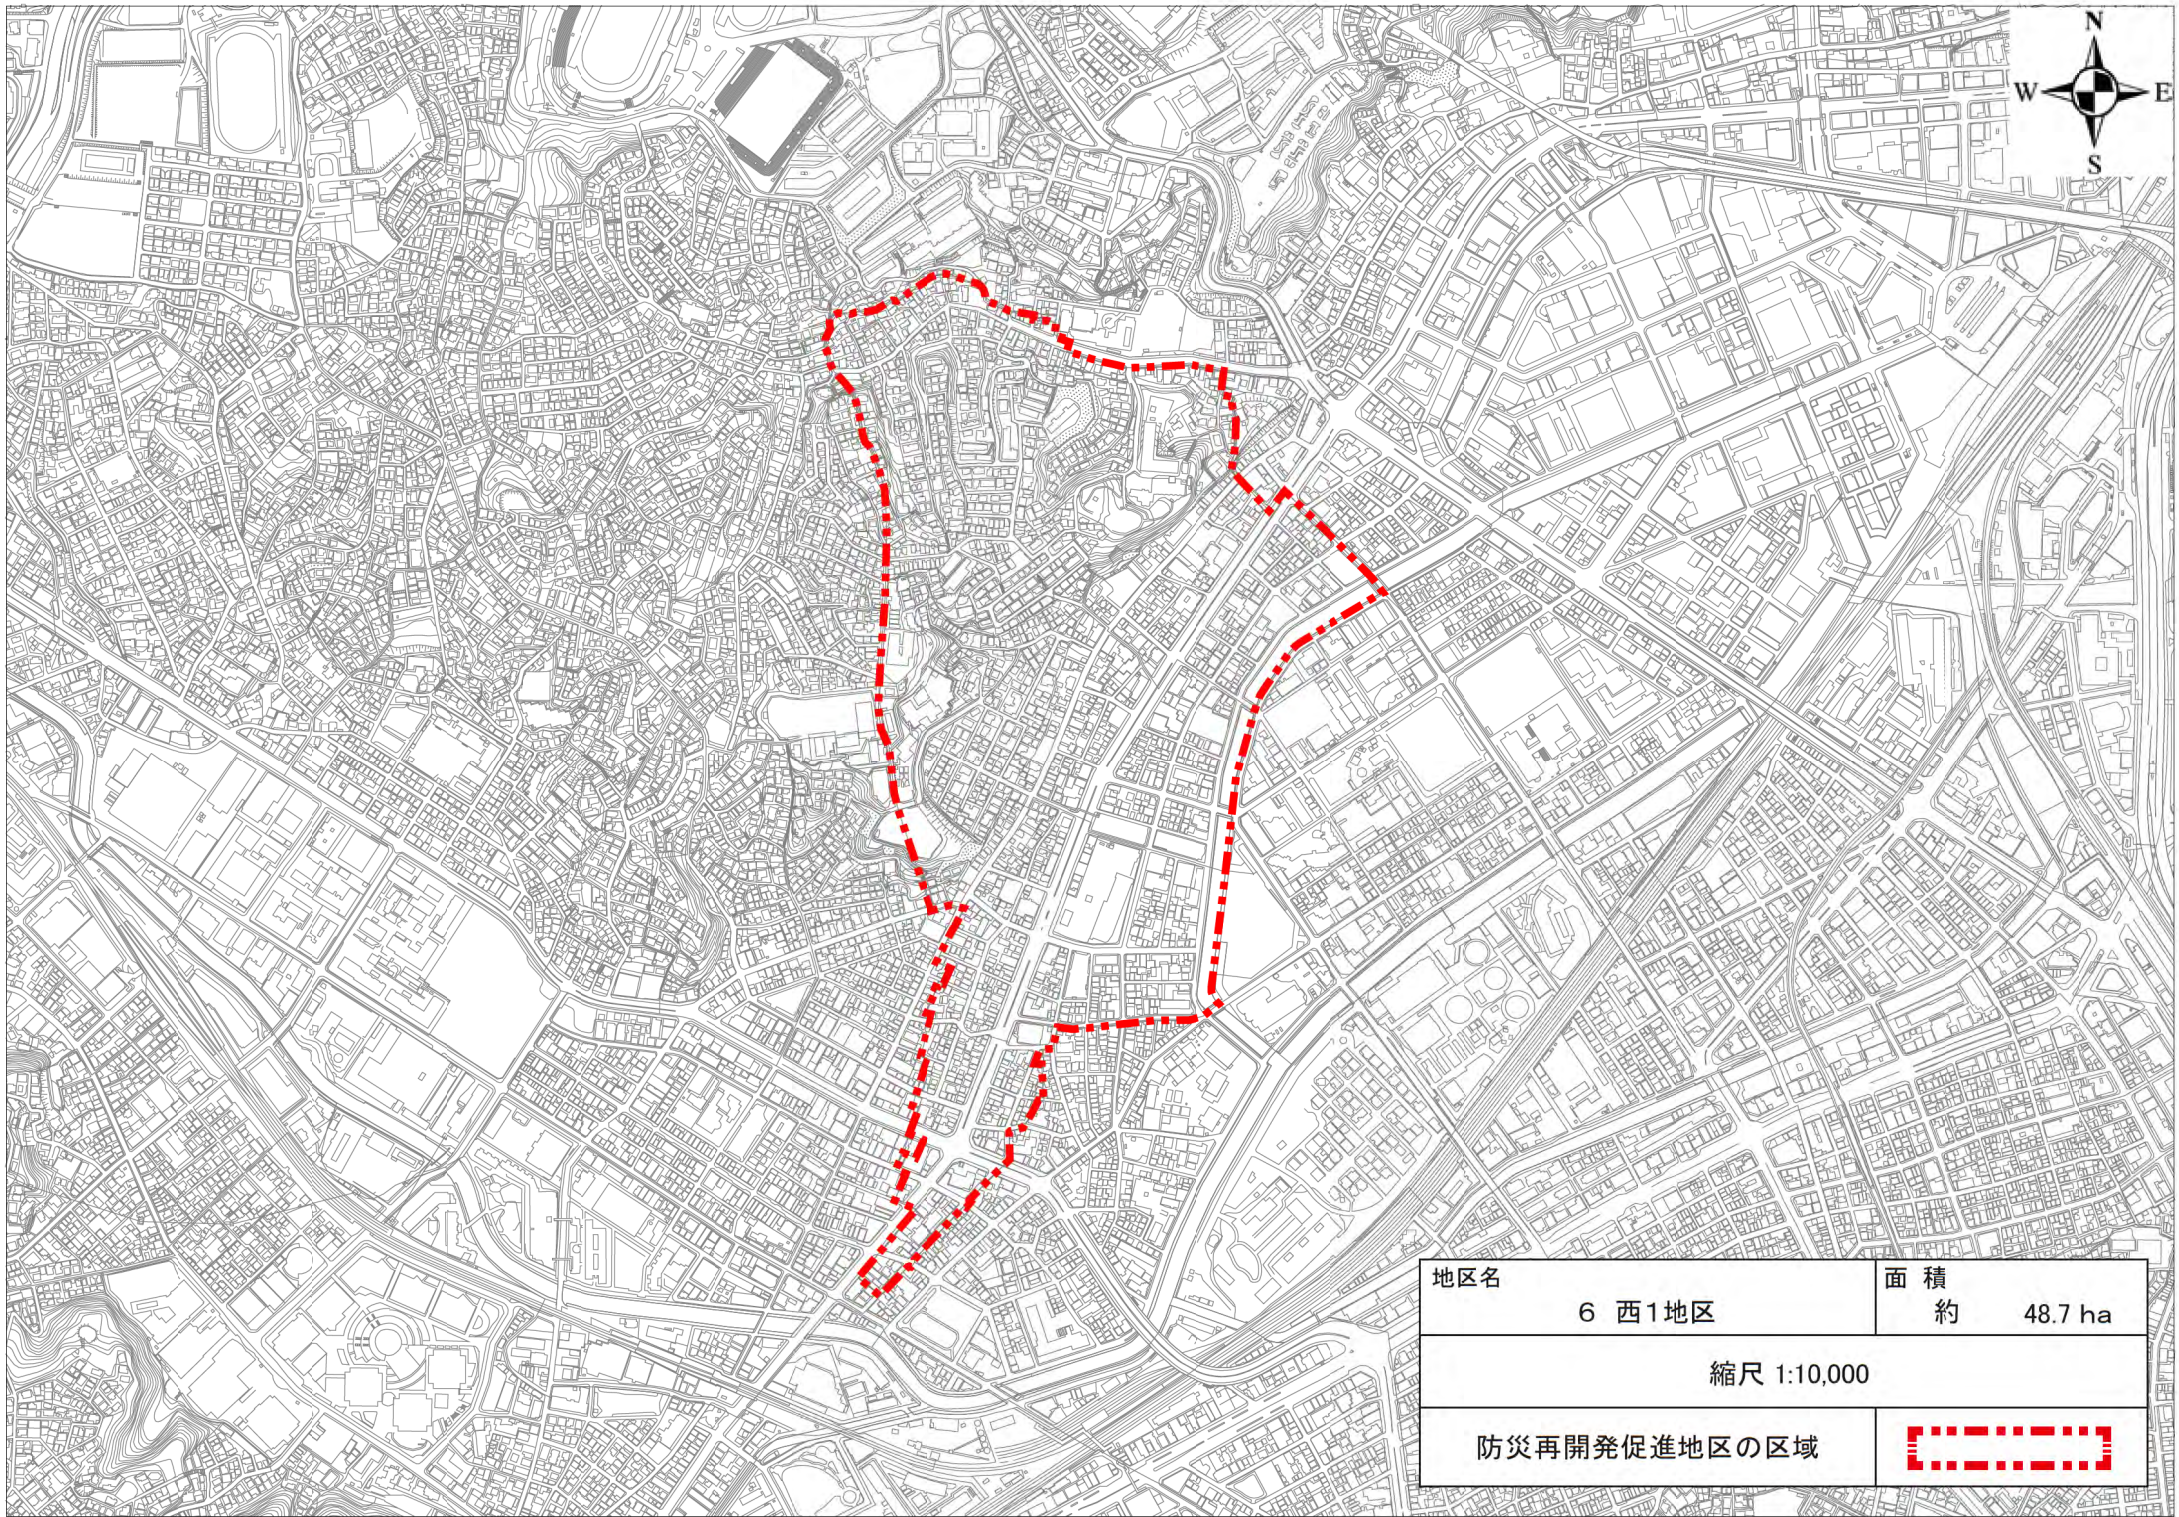 N
W E
S
地区名
6 西1地区
面 積
約 48.7 ha
縮尺 1:10,000
防災再開発促進地区の区域